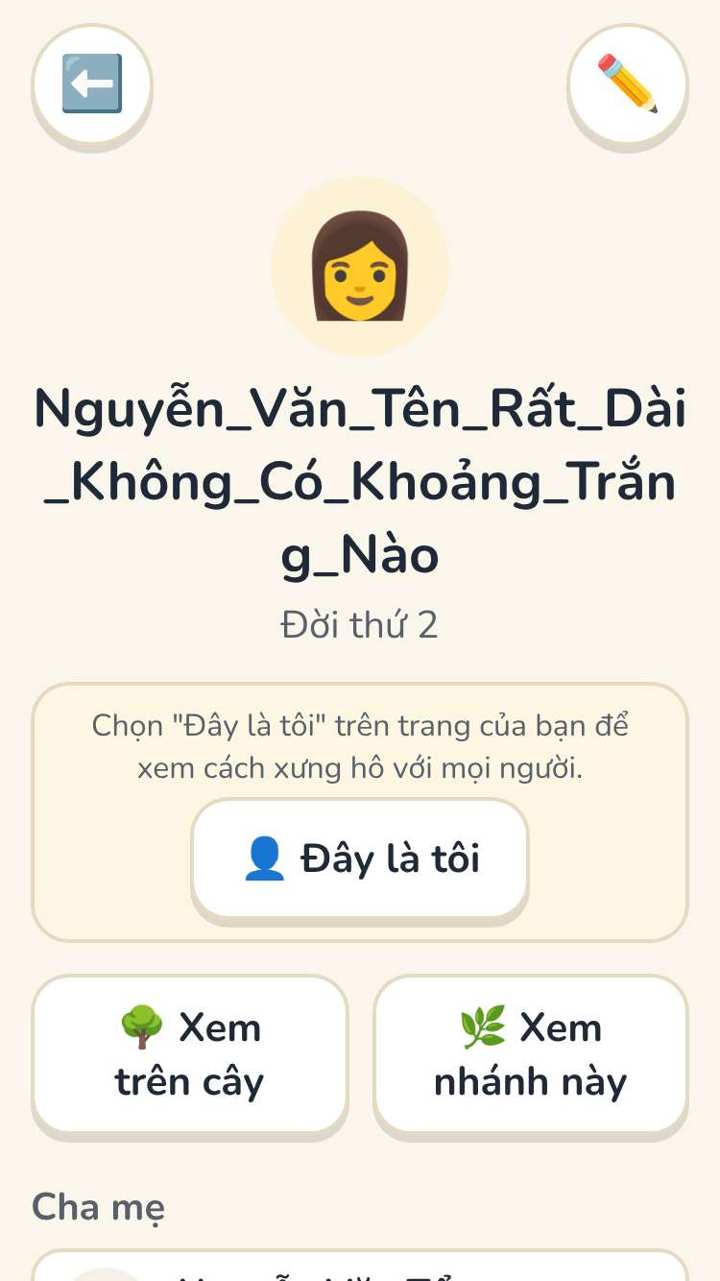 Nguyễn_Văn_Tên_Rất_Dài
_Không_Có_Khoảng_Trắn
g_Nào
Đời thứ 2
Chọn "Đây là tôi" trên trang của bạn để
xem cách xưng hô với mọi người.
Đây là tôi
Xem
trên cây
Xem
nhánh này
Cha mẹ